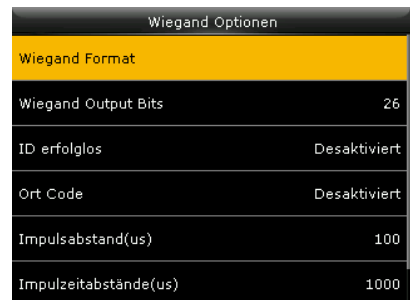 Wiegand Optionen
Wiegand Format
Wiegand Output Bits 26
ID erfolglos Desaktiviert
Ort Code Desaktiviert
Impulsabstand(us) 100
Impulzeitabstände(us) 1000